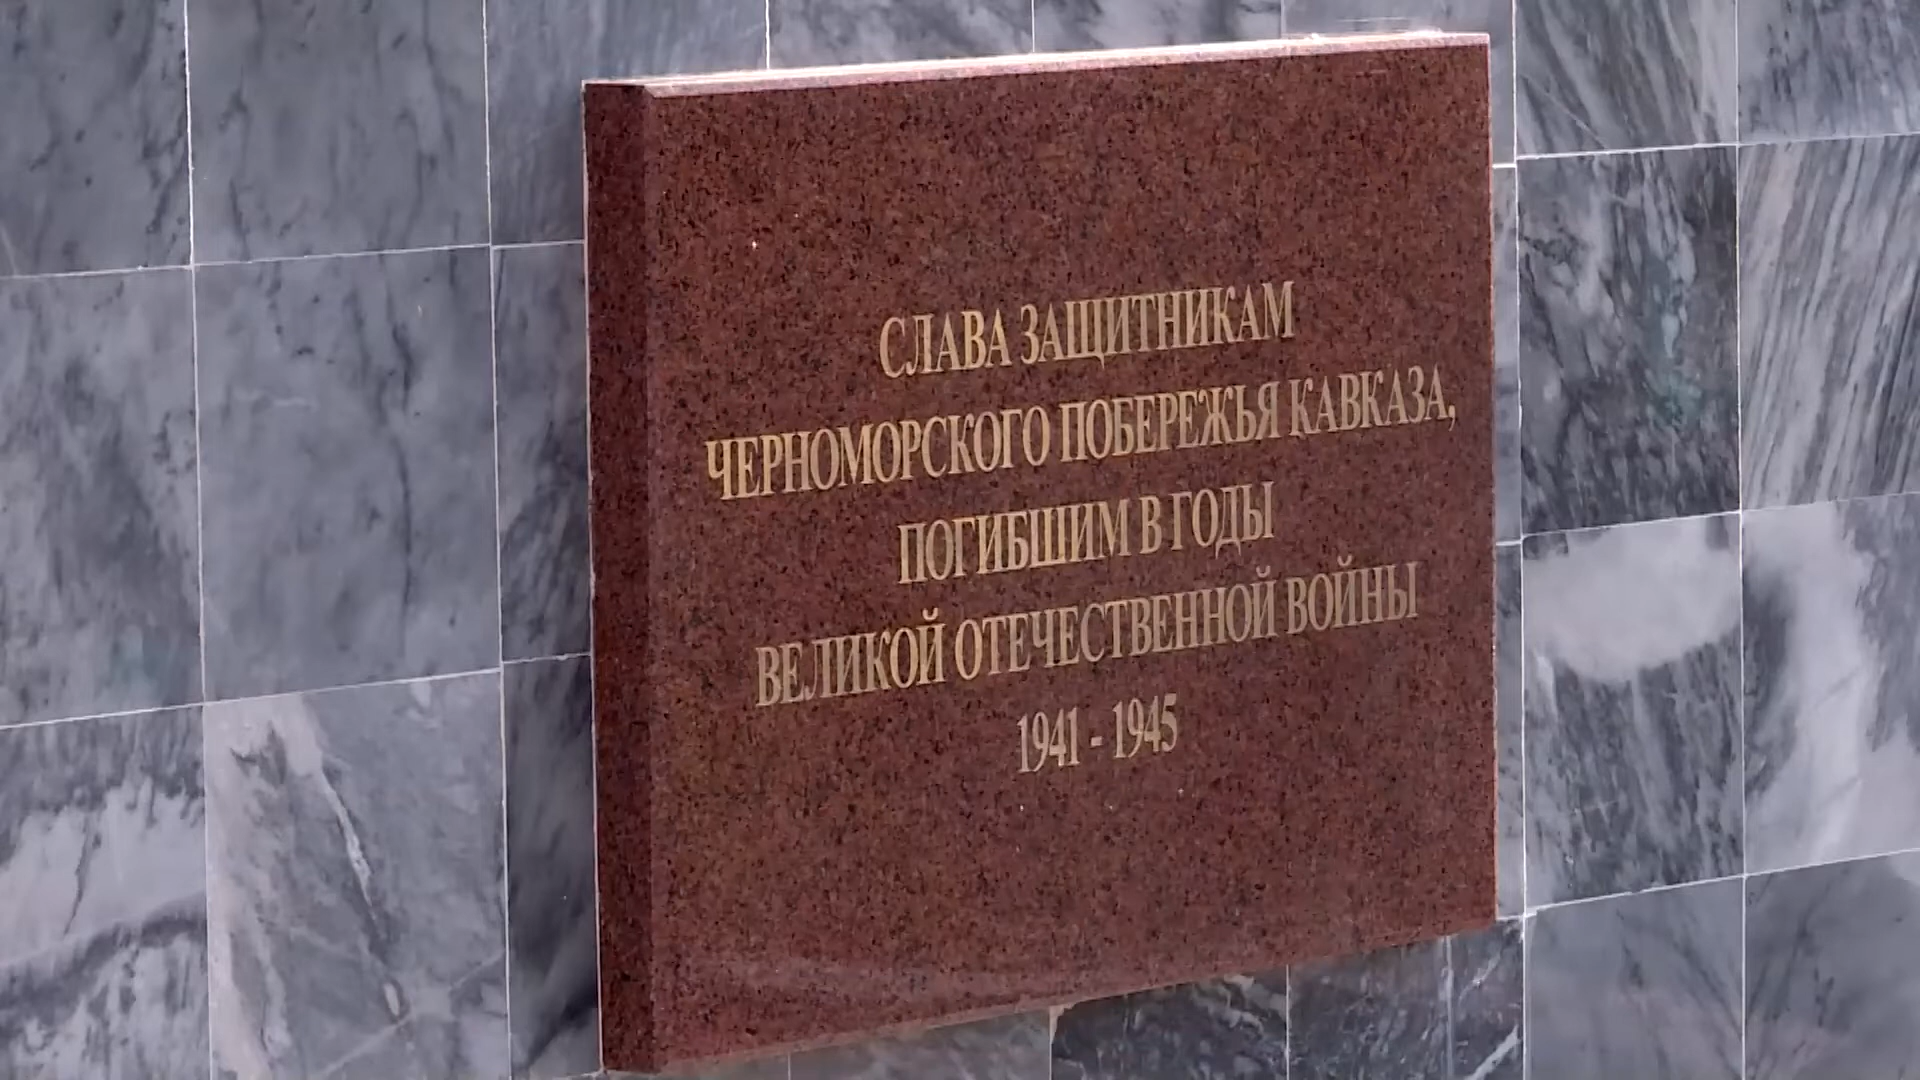 СЛАВА ЗАЩИТНИКАМ
ЧЕРНОМОРСКОГО ПОБЕРЕЖЬЯ КАВКАЗА,
ПОГИБШИМ В ГОДЫ
ВЕЛИКОЙ ОТЕЧЕСТВЕННОЙ ВОЙНЫ
1941 - 1945